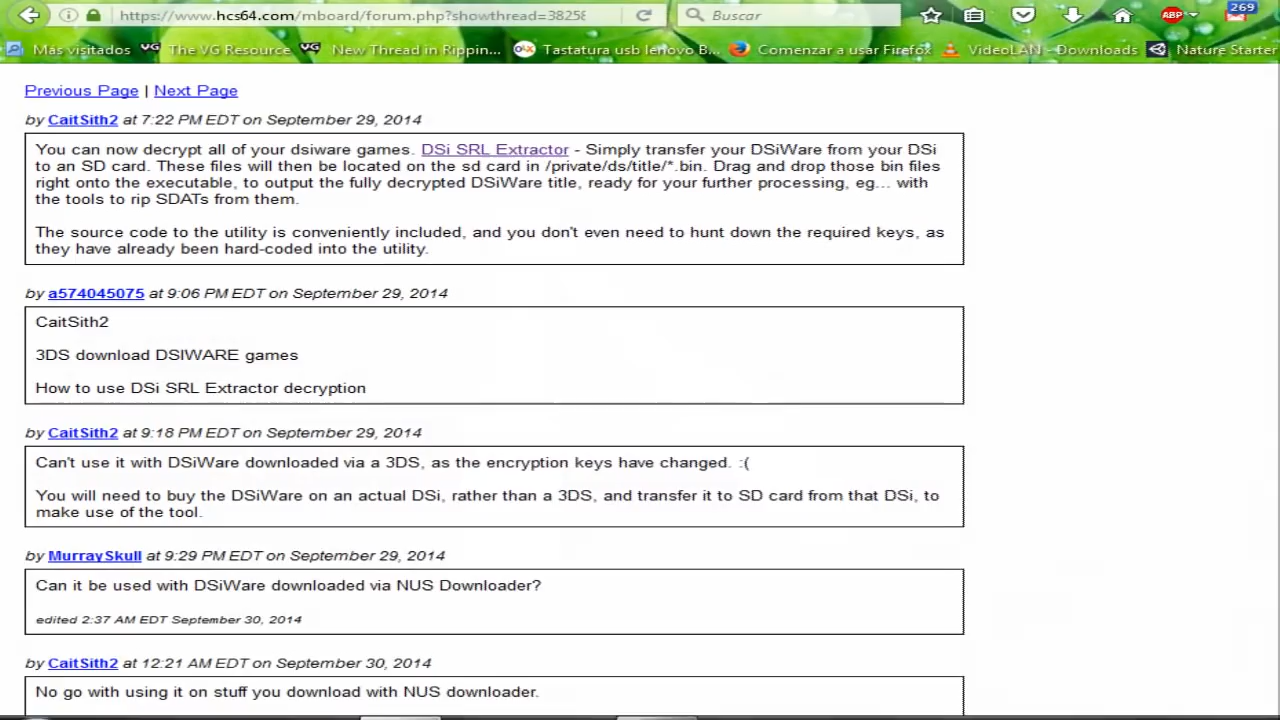 https://www.hcs64.com/mboard/forum.php?showthread=3825
Buscar
ABP
269
Más visitados
The VG Resource
New Thread in Rippin...
OLX
Tastatura usb lenovo B...
Comenzar a usar Firefox
VideoLAN - Downloads
Nature Starter
Previous Page | Next Page
by CaitSith2 at 7:22 PM EDT on September 29, 2014
You can now decrypt all of your dsiware games. DSi SRL Extractor - Simply transfer your DSiWare from your DSi
to an SD card. These files will then be located on the sd card in /private/ds/title/*.bin. Drag and drop those bin files
right onto the executable, to output the fully decrypted DSiWare title, ready for your further processing, eg... with
the tools to rip SDATs from them.
The source code to the utility is conveniently included, and you don't even need to hunt down the required keys, as
they have already been hard-coded into the utility.
by a574045075 at 9:06 PM EDT on September 29, 2014
CaitSith2
3DS download DSIWARE games
How to use DSi SRL Extractor decryption
by CaitSith2 at 9:18 PM EDT on September 29, 2014
Can't use it with DSiWare downloaded via a 3DS, as the encryption keys have changed. :(
You will need to buy the DSiWare on an actual DSi, rather than a 3DS, and transfer it to SD card from that DSi, to
make use of the tool.
by MurraySkull at 9:29 PM EDT on September 29, 2014
Can it be used with DSiWare downloaded via NUS Downloader?
edited 2:37 AM EDT September 30, 2014
by CaitSith2 at 12:21 AM EDT on September 30, 2014
No go with using it on stuff you download with NUS downloader.